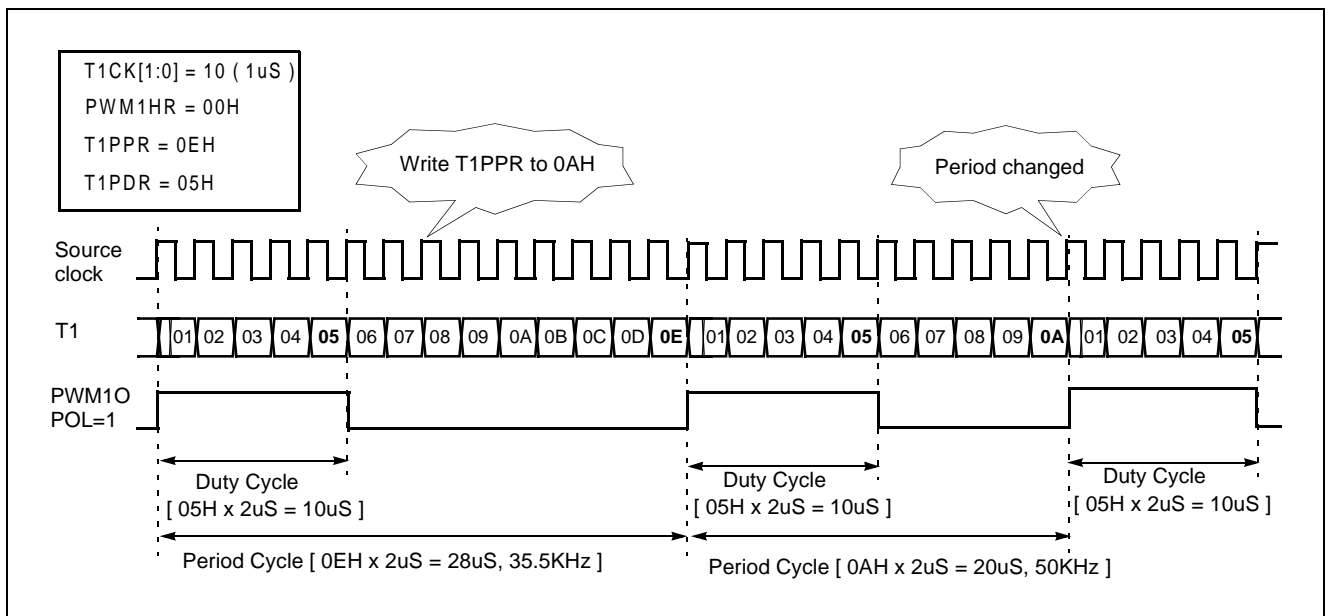 T1CK[1:0] = 10 ( 1uS )
PWM1HR = 00H
T1PPR = 0EH
T1PDR = 05H
Write T1PPR to 0AH
Period changed
Source
clock
T1
01 02 03 04 05 06 07 08 09 0A 0B 0C 0D 0E 01 02 03 04 05 06 07 08 09 0A 01 02 03 04 05
PWM1O
POL=1
Duty Cycle
[ 05H x 2uS = 10uS ]
Duty Cycle
[ 05H x 2uS = 10uS ]
Duty Cycle
[ 05H x 2uS = 10uS ]
Period Cycle [ 0EH x 2uS = 28uS, 35.5KHz ]
Period Cycle [ 0AH x 2uS = 20uS, 50KHz ]